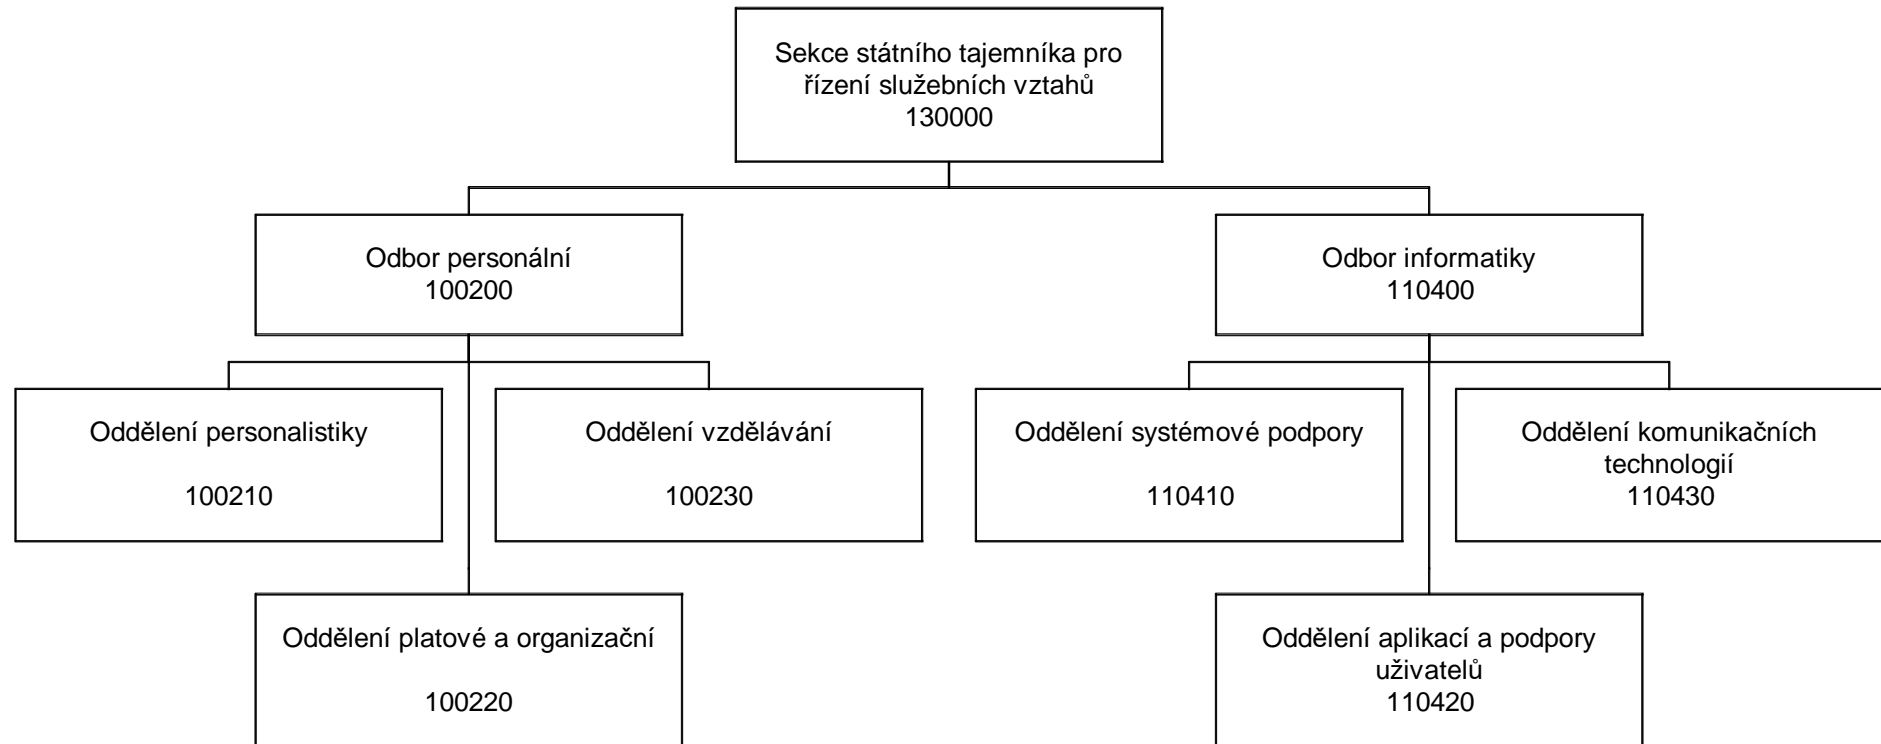 Sekce státního tajemníka pro
řízení služebních vztahů
130000
Odbor personální
100200
Odbor informatiky
110400
Oddělení personalistiky
100210
Oddělení vzdělávání
100230
Oddělení systémové podpory
110410
Oddělení komunikačních
technologií
110430
Oddělení platové a organizační
100220
Oddělení aplikací a podpory
uživatelů
110420